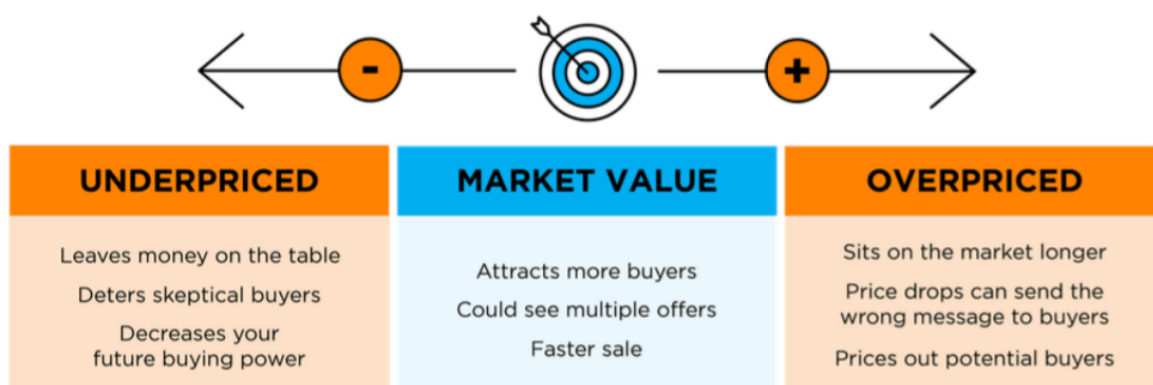 -
+
UNDERPRICED
Leaves money on the table
Deters skeptical buyers
Decreases your
future buying power
MARKET VALUE
Attracts more buyers
Could see multiple offers
Faster sale
OVERPRICED
Sits on the market longer
Price drops can send the
wrong message to buyers
Prices out potential buyers